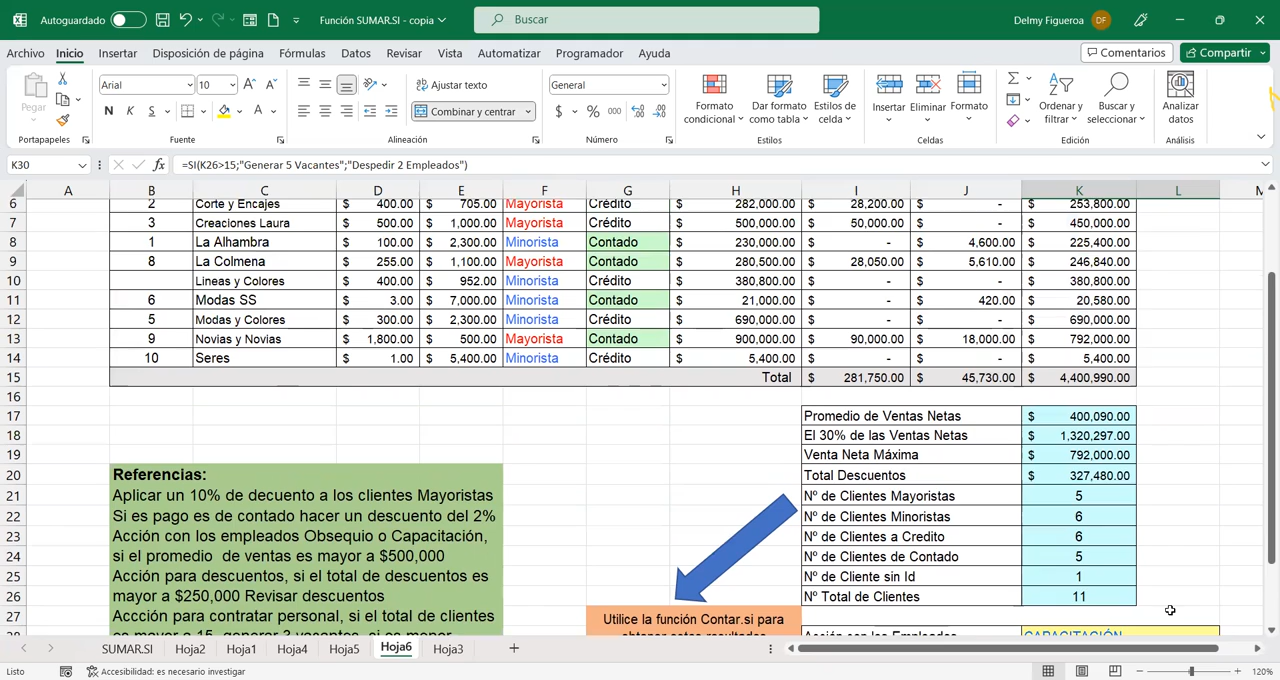 Autoguardado
Función SUMAR.SI - copia
Buscar
Delmy Figueroa
DF
Archivo Inicio Insertar Disposición de página Fórmulas Datos Revisar Vista Automatizar Programador Ayuda
Comentarios
Compartir
Pegar
Arial 10
N K S
Ajustar texto
Combinar y centrar
General
$ % 000
Formato condicional
Dar formato como tabla
Estilos de celda
Insertar Eliminar Formato
Ordenar y filtrar
Buscar y seleccionar
Analizar datos
Portapapeles Fuente Alineación Número Estilos Celdas Edición Análisis
K30 fx =SI(K26>15;"Generar 5 Vacantes";"Despedir 2 Empleados")
A B C D E F G H I J K L M
6 2 Corte y Encajes $ 400.00 $ 705.00 Mayorista Crédito $ 282,000.00 $ 28,200.00 $ - $ 253,800.00
7 3 Creaciones Laura $ 500.00 $ 1,000.00 Mayorista Crédito $ 500,000.00 $ 50,000.00 $ - $ 450,000.00
8 1 La Alhambra $ 100.00 $ 2,300.00 Minorista Contado $ 230,000.00 $ - $ 4,600.00 $ 225,400.00
9 8 La Colmena $ 255.00 $ 1,100.00 Mayorista Contado $ 280,500.00 $ 28,050.00 $ 5,610.00 $ 246,840.00
10 Lineas y Colores $ 400.00 $ 952.00 Minorista Crédito $ 380,800.00 $ - $ - $ 380,800.00
11 6 Modas SS $ 3.00 $ 7,000.00 Minorista Contado $ 21,000.00 $ - $ 420.00 $ 20,580.00
12 5 Modas y Colores $ 300.00 $ 2,300.00 Minorista Crédito $ 690,000.00 $ - $ - $ 690,000.00
13 9 Novias y Novias $ 1,800.00 $ 500.00 Mayorista Contado $ 900,000.00 $ 90,000.00 $ 18,000.00 $ 792,000.00
14 10 Seres $ 1.00 $ 5,400.00 Minorista Crédito $ 5,400.00 $ - $ - $ 5,400.00
15 Total $ 281,750.00 $ 45,730.00 $ 4,400,990.00
16
17 Promedio de Ventas Netas $ 400,090.00
18 El 30% de las Ventas Netas $ 1,320,297.00
19 Venta Neta Máxima $ 792,000.00
20 Total Descuentos $ 327,480.00
21 Nº de Clientes Mayoristas 5
22 Nº de Clientes Minoristas 6
23 Nº de Clientes a Credito 6
24 Nº de Clientes de Contado 5
25 Nº de Cliente sin Id 1
26 Nº Total de Clientes 11
27
28 Acción con los Empleados CAPACITACIÓN
Referencias:
Aplicar un 10% de decuento a los clientes Mayoristas
Si es pago es de contado hacer un descuento del 2%
Acción con los empleados Obsequio o Capacitación,
si el promedio de ventas es mayor a $500,000
Acción para descuentos, si el total de descuentos es
mayor a $250,000 Revisar descuentos
Accción para contratar personal, si el total de clientes
es mayor a 15, generar 3 vacantes, si es menor
Utilice la función Contar.si para
obtener estos resultados
SUMAR.SI Hoja2 Hoja1 Hoja4 Hoja5 Hoja6 Hoja3
Listo
Accesibilidad: es necesario investigar
120%